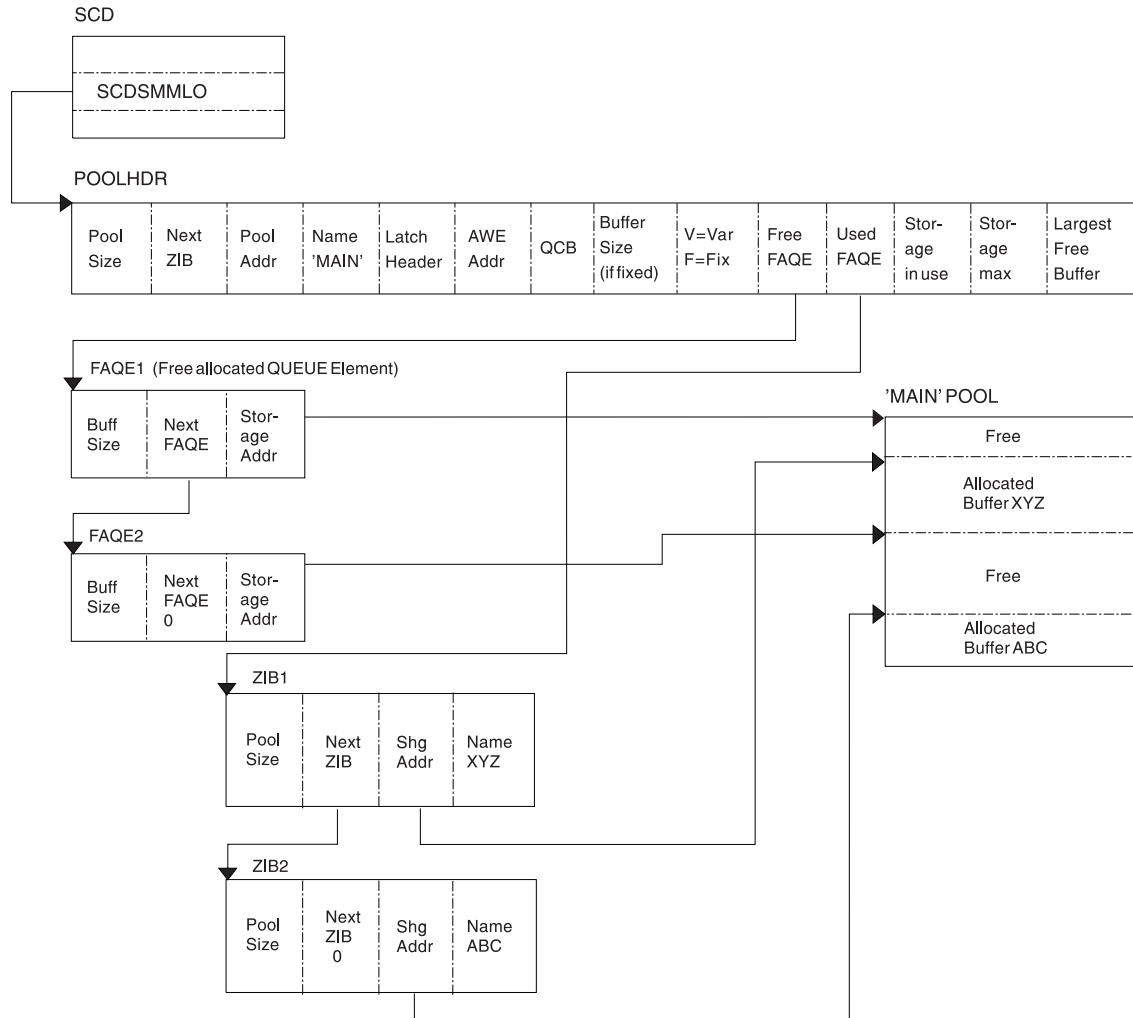 SCD
SCDSMMLO
POOLHDR
Pool
Size
Next
ZIB
Pool
Addr
Name
'MAIN'
Latch
Header
AWE
Addr
QCB
Buffer
Size
(if fixed)
V=Var
F=Fix
Free
FAQE
Used
FAQE
Stor-
age
in use
Stor-
age
max
Largest
Free
Buffer
FAQE1 (Free allocated QUEUE Element)
Buff
Size
Next
FAQE
Stor-
age
Addr
'MAIN' POOL
Free
Allocated
Buffer XYZ
Free
Allocated
Buffer ABC
FAQE2
Buff
Size
Next
FAQE
0
Stor-
age
Addr
ZIB1
Pool
Size
Next
ZIB
Shg
Addr
Name
XYZ
ZIB2
Pool
Size
Next
ZIB
0
Shg
Addr
Name
ABC